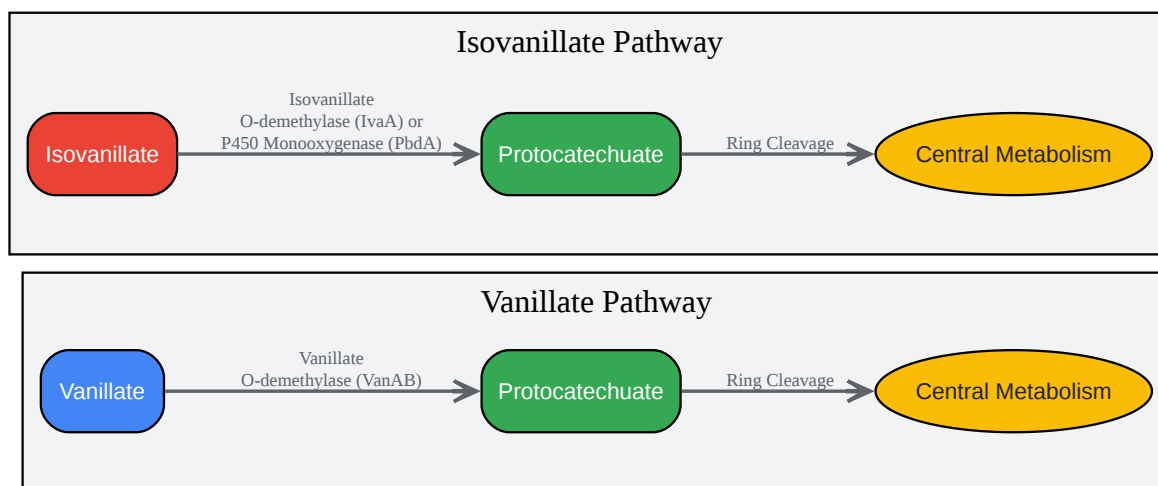 Isovanillate Pathway
Isovanillate
O-demethylase (IvaA) or
P450 Monooxygenase (PbdA)
Isovanillate
Protocatechuate
Ring Cleavage
Central Metabolism
Vanillate Pathway
Vanillate
O-demethylase (VanAB)
Vanillate
Protocatechuate
Ring Cleavage
Central Metabolism